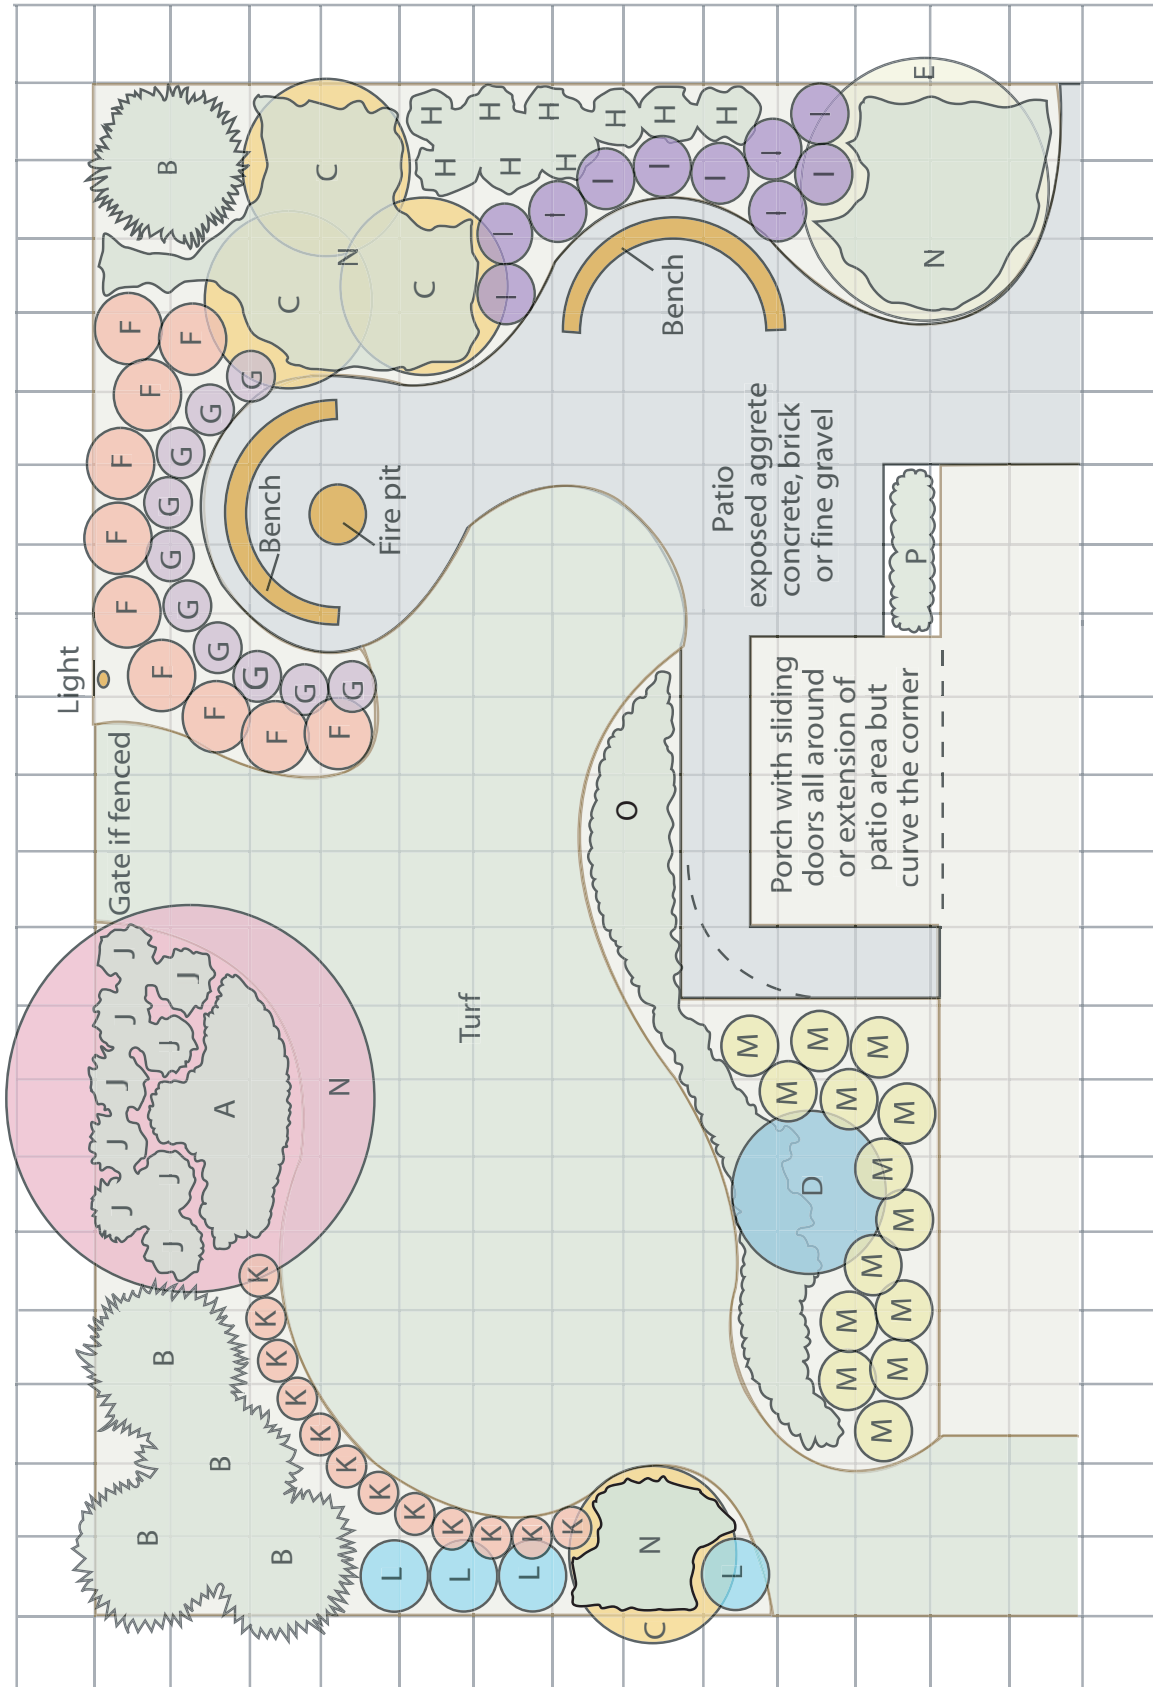 Light
Gate if fenced
B
B
B
B
J
J
J
J
J
J
J
J
J
A
N
F
F
F
F
F
F
F
F
F
F
G
G
G
G
G
G
G
G
G
G
B
C
C
N
C
Bench
Fire pit
K
K
K
K
K
K
K
K
K
K
K
K
L
L
L
L
N
C
Turf
H
H
H
H
H
H
H
H
H
I
I
I
I
I
I
I
I
I
I
Bench
E
N
O
D
M
M
M
M
M
M
M
M
M
M
M
M
M
M
Patio
exposed aggrete
concrete, brick
or fine gravel
Porch with sliding
doors all around
or extension of
patio area but
curve the corner
P